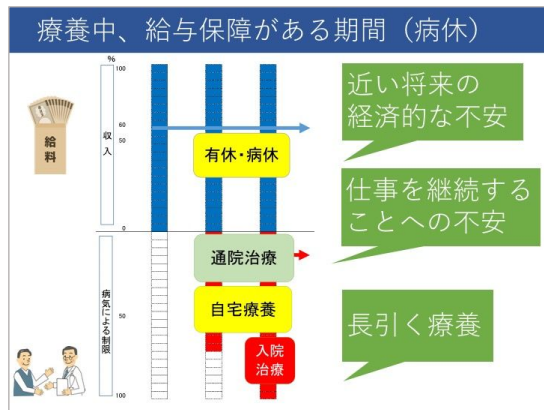 療養中、給与保障がある期間（病休）
%
100
60
50
0
収入
給料
有休・病休
近い将来の
経済的な不安
仕事を継続する
ことへの不安
通院治療
自宅療養
入院
治療
病気による制限
50
100
長引く療養